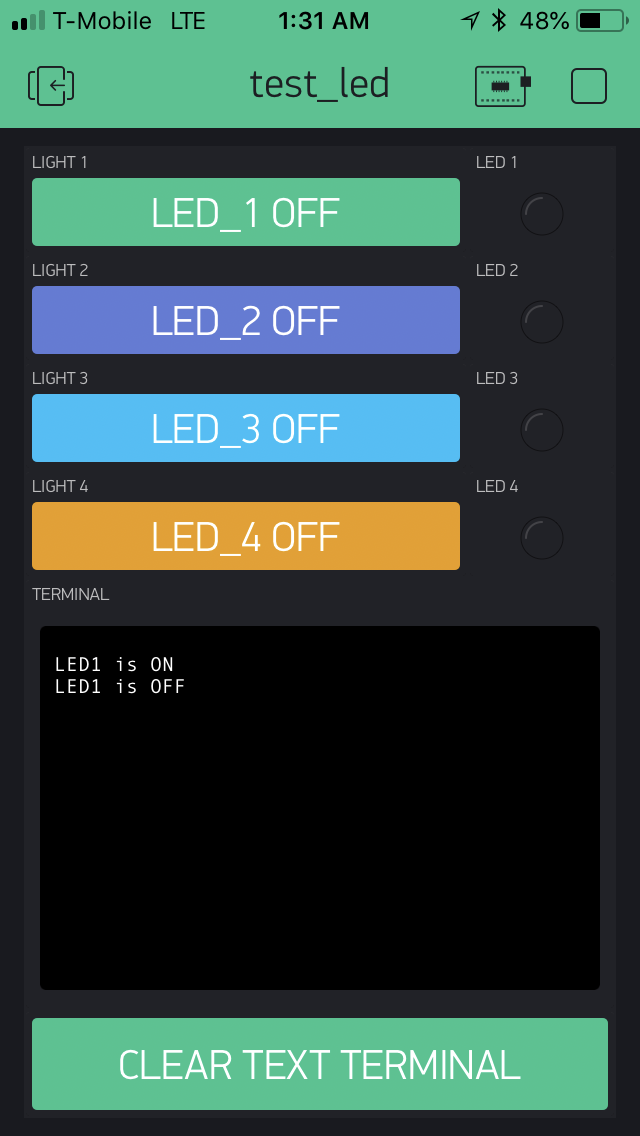 T-Mobile LTE 1:31 AM 48%
test_led
LIGHT 1 LED 1
LED_1 OFF
LIGHT 2 LED 2
LED_2 OFF
LIGHT 3 LED 3
LED_3 OFF
LIGHT 4 LED 4
LED_4 OFF
TERMINAL
LED1 is ON
LED1 is OFF
CLEAR TEXT TERMINAL